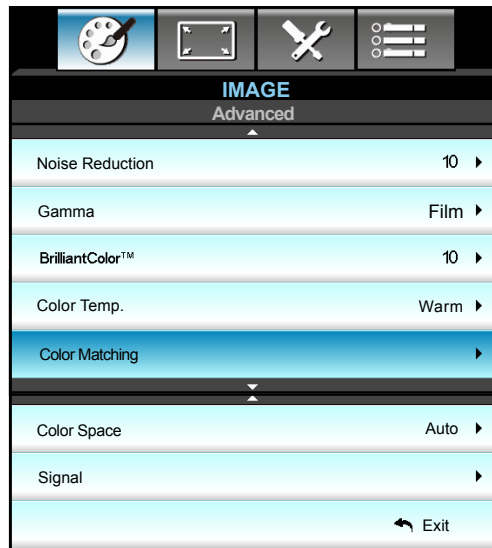 IMAGE
Advanced
Noise Reduction 10
Gamma Film
BrilliantColor™ 10
Color Temp. Warm
Color Matching
Color Space Auto
Signal
Exit